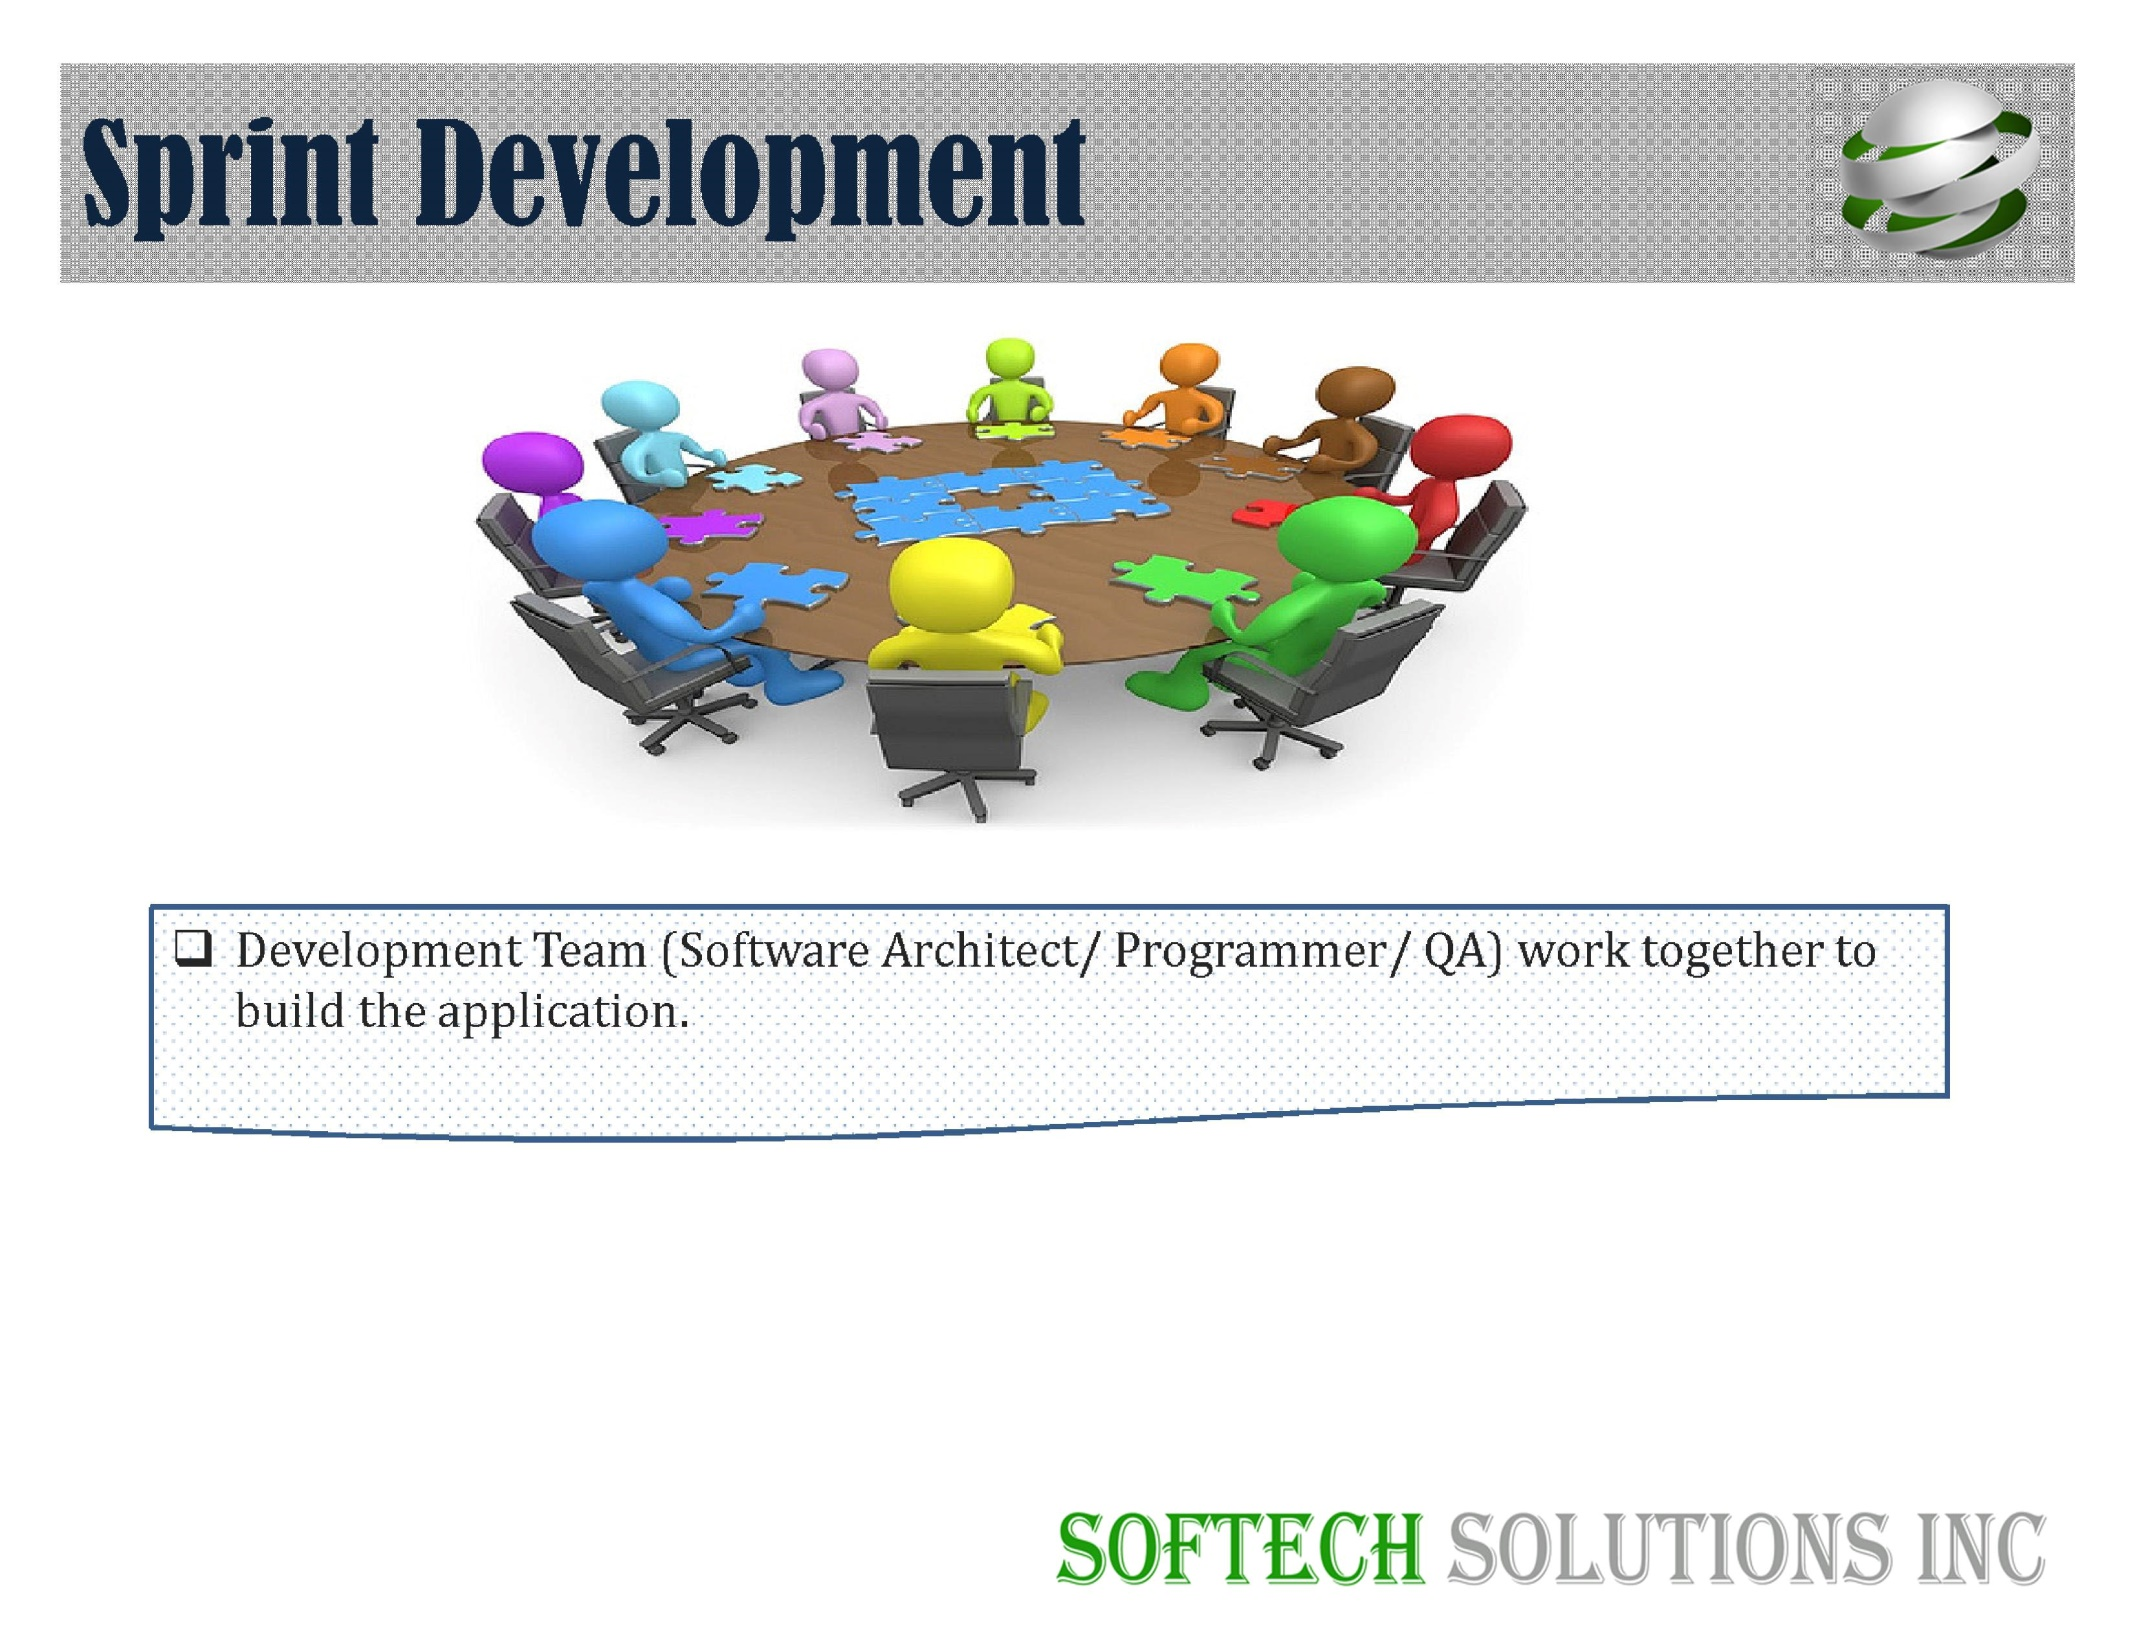 Sprint Development
❑ Development Team (Software Architect/ Programmer/ QA) work together to
build the application.
SOFTECH SOLUTIONS INC